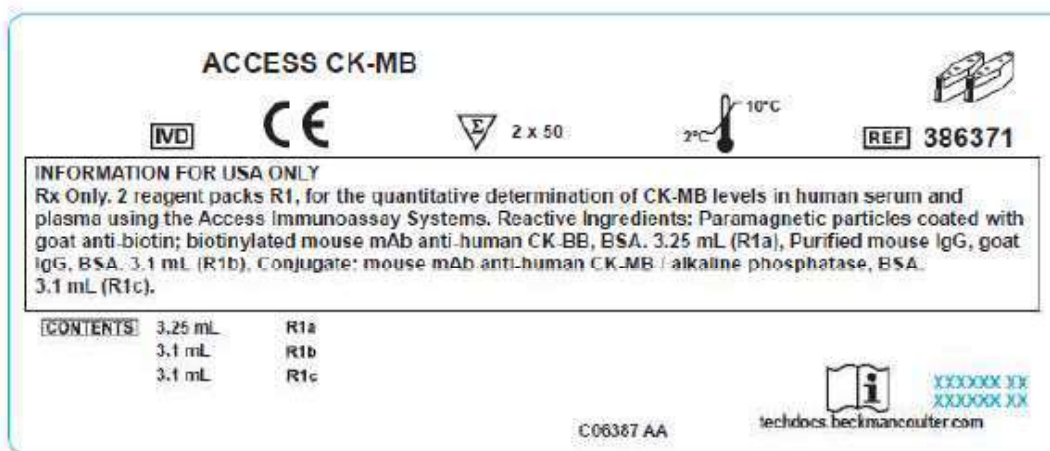 ACCESS CK-MB
IVD
CE
Σ 2 x 50
2°C 10°C
REF 386371
INFORMATION FOR USA ONLY
Rx Only. 2 reagent packs R1, for the quantitative determination of CK-MB levels in human serum and
plasma using the Access Immunoassay Systems. Reactive Ingredients: Paramagnetic particles coated with
goat anti-biotin; biotinylated mouse mAb anti-human CK-BB, BSA. 3.25 mL (R1a), Purified mouse IgG, goat
IgG, BSA. 3.1 mL (R1b), Conjugate: mouse mAb anti-human CK-MB / alkaline phosphatase, BSA.
3.1 mL (R1c).
CONTENTS 3.25 mL R1a
3.1 mL R1b
3.1 mL R1c
i
XXXXXX XX
XXXXXX XX
techdocs.beckmancoulter.com
C06387 AA